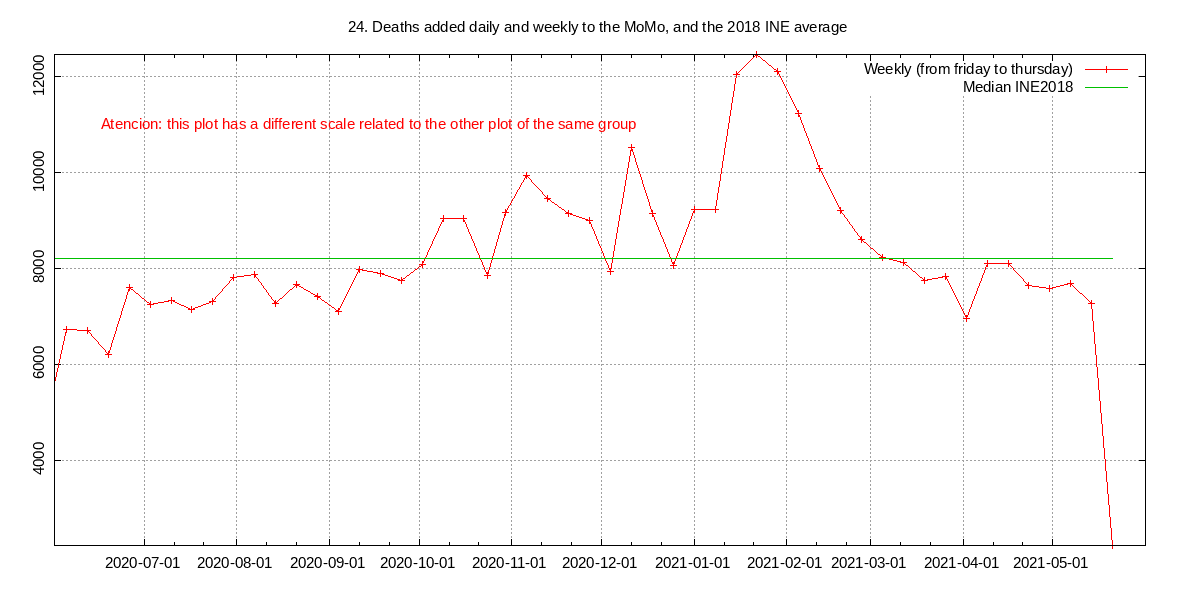 24. Deaths added daily and weekly to the MoMo, and the 2018 INE average
Weekly (from friday to thursday)
Median INE2018
Atencion: this plot has a different scale related to the other plot of the same group
12000
10000
8000
6000
4000
2020-07-01 2020-08-01 2020-09-01 2020-10-01 2020-11-01 2020-12-01 2021-01-01 2021-02-01 2021-03-01 2021-04-01 2021-05-01